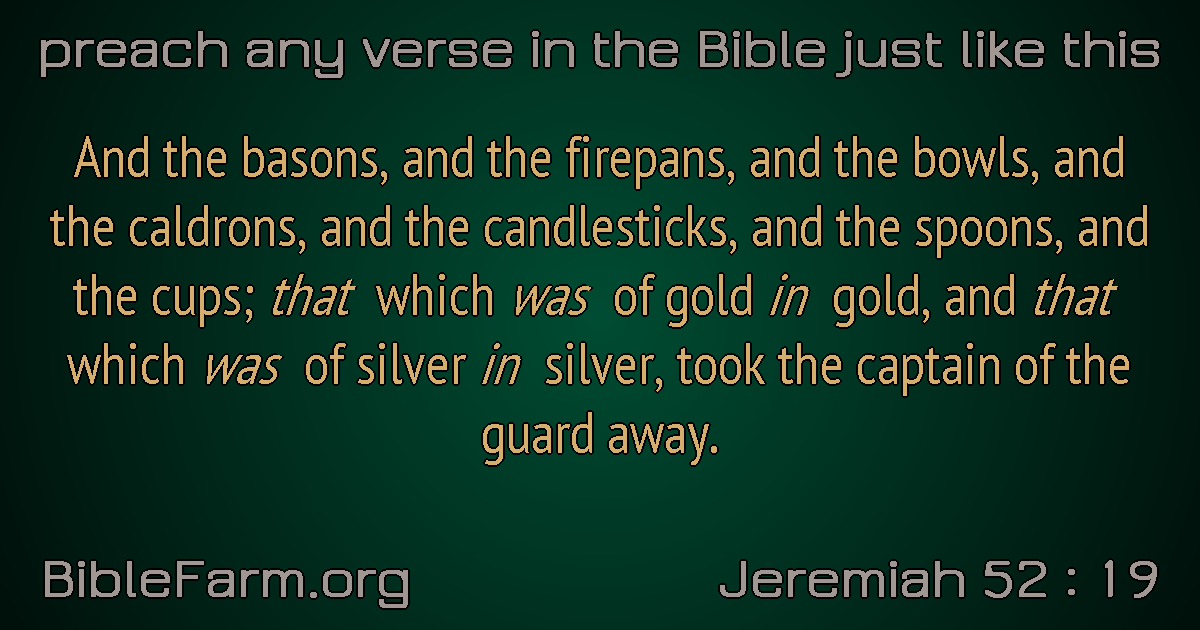 preach any verse in the Bible just like this
And the basons, and the firepans, and the bowls, and
the caldrons, and the candlesticks, and the spoons, and
the cups; that which was of gold in gold, and that
which was of silver in silver, took the captain of the
guard away.
BibleFarm.org
Jeremiah 52 : 19